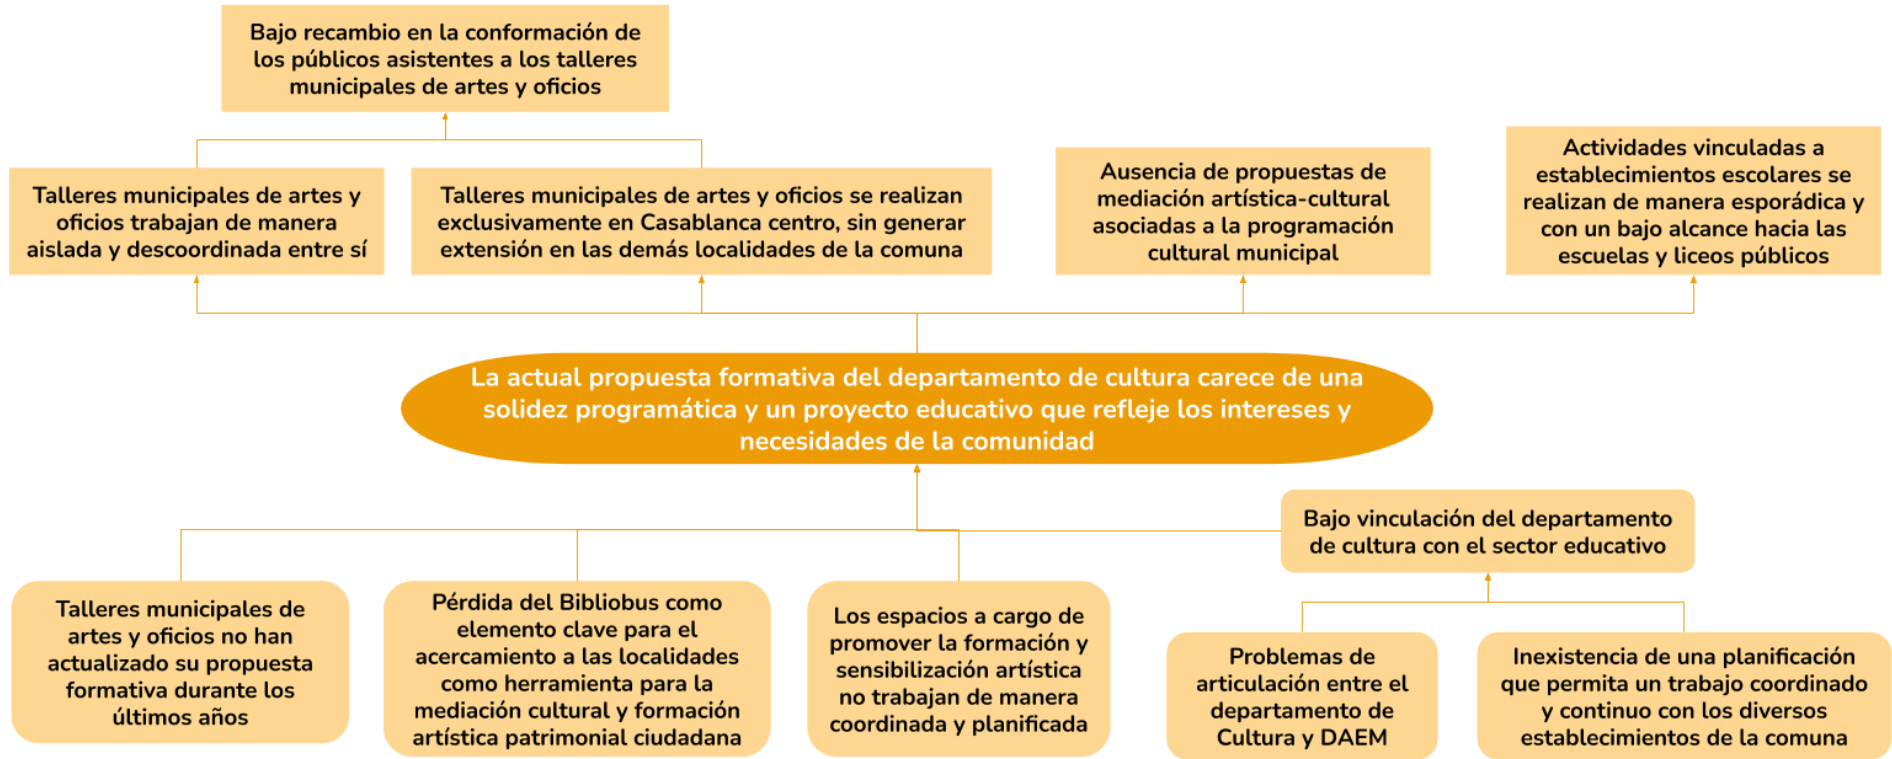 Bajo recambio en la conformación de
los públicos asistentes a los talleres
municipales de artes y oficios
Talleres municipales de artes y
oficios trabajan de manera
aislada y descoordinada entre sí
Talleres municipales de artes y oficios se realizan
exclusivamente en Casablanca centro, sin generar
extensión en las demás localidades de la comuna
Ausencia de propuestas de
mediación artística-cultural
asociadas a la programación
cultural municipal
Actividades vinculadas a
establecimientos escolares se
realizan de manera esporádica y
con un bajo alcance hacia las
escuelas y liceos públicos
La actual propuesta formativa del departamento de cultura carece de una
solidez programática y un proyecto educativo que refleje los intereses y
necesidades de la comunidad
Bajo vinculación del departamento
de cultura con el sector educativo
Talleres municipales de
artes y oficios no han
actualizado su propuesta
formativa durante los
últimos años
Pérdida del Bibliobus como
elemento clave para el
acercamiento a las localidades
como herramienta para la
mediación cultural y formación
artística patrimonial ciudadana
Los espacios a cargo de
promover la formación y
sensibilización artística
no trabajan de manera
coordinada y planificada
Problemas de
articulación entre el
departamento de
Cultura y DAEM
Inexistencia de una planificación
que permita un trabajo coordinado
y continuo con los diversos
establecimientos de la comuna